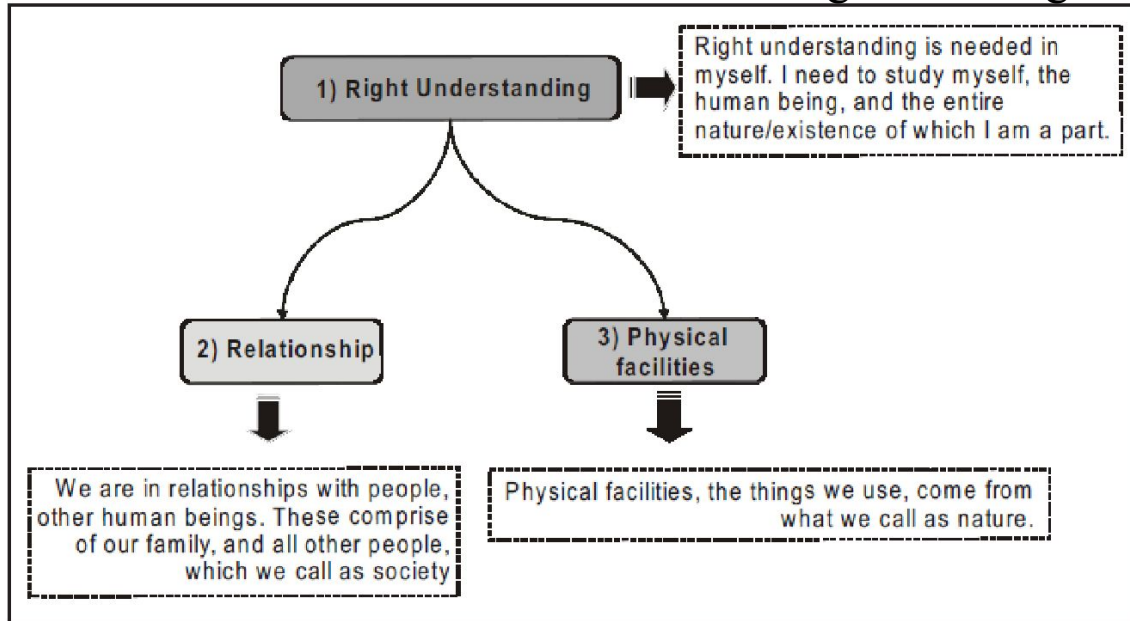 1) Right Understanding
Right understanding is needed in
myself. I need to study myself, the
human being, and the entire
nature/existence of which I am a part.
2) Relationship
3) Physical
facilities
We are in relationships with people,
other human beings. These comprise
of our family, and all other people,
which we call as society
Physical facilities, the things we use, come from
what we call as nature.